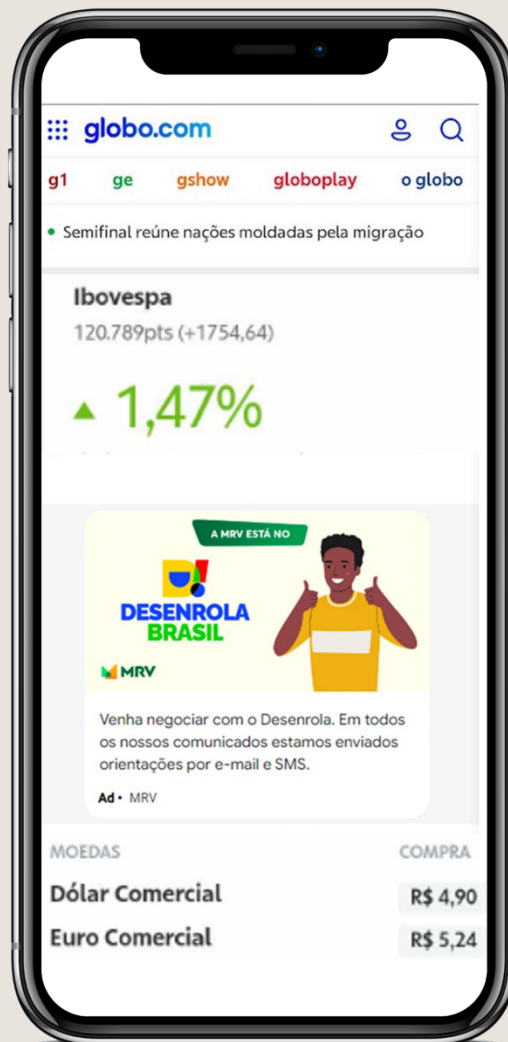 globo.com
g1 ge gshow globoplay o globo
• Semifinal reúne nações moldadas pela migração
Ibovespa
120.789pts (+1754,64)
▲ 1,47%
A MRV ESTÁ NO
D!
DESENROLA
BRASIL
MRV
Venha negociar com o Desenrola. Em todos
os nossos comunicados estamos enviados
orientações por e-mail e SMS.
Ad • MRV
MOEDAS COMPRA
Dólar Comercial R$ 4,90
Euro Comercial R$ 5,24